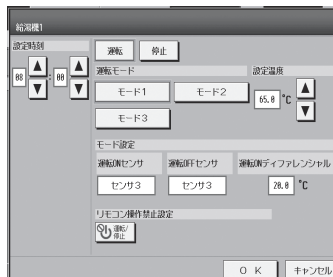 給湯機1
設定時刻
08 : 00
運転 停止
運転モード
モード1 モード2
モード3
設定温度
65.0 °C
モード設定
運転ONセンサ 運転OFFセンサ 運転ONディファレンシャル
センサ3 センサ3 20.0 °C
リモコン操作禁止設定
運転/停止
O K キャンセル